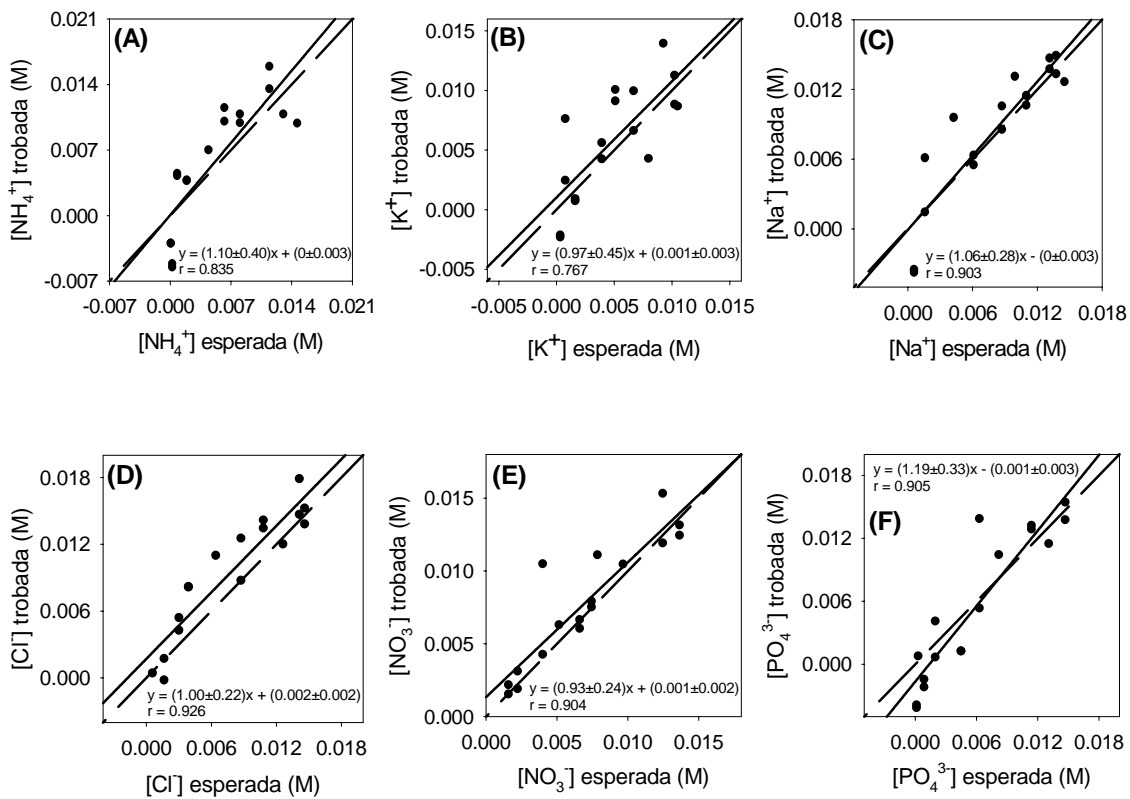 (A)
[NH₄⁺] trobada (M)
0.021
0.014
0.007
0.000
-0.007
y = (1.10±0.40)x + (0±0.003)
r = 0.835
-0.007 0.000 0.007 0.014 0.021
[NH₄⁺] esperada (M)
(B)
[K⁺] trobada (M)
0.015
0.010
0.005
0.000
-0.005
y = (0.97±0.45)x + (0.001±0.003)
r = 0.767
-0.005 0.000 0.005 0.010 0.015
[K⁺] esperada (M)
(C)
[Na⁺] trobada (M)
0.018
0.012
0.006
0.000
y = (1.06±0.28)x - (0±0.003)
r = 0.903
0.000 0.006 0.012 0.018
[Na⁺] esperada (M)
(D)
[Cl⁻] trobada (M)
0.018
0.012
0.006
0.000
y = (1.00±0.22)x + (0.002±0.002)
r = 0.926
0.000 0.006 0.012 0.018
[Cl⁻] esperada (M)
(E)
[NO₃⁻] trobada (M)
0.015
0.010
0.005
0.000
y = (0.93±0.24)x + (0.001±0.002)
r = 0.904
0.000 0.005 0.010 0.015
[NO₃⁻] esperada (M)
y = (1.19±0.33)x - (0.001±0.003)
r = 0.905
(F)
[PO₄³⁻] trobada (M)
0.018
0.012
0.006
0.000
0.000 0.006 0.012 0.018
[PO₄³⁻] esperada (M)